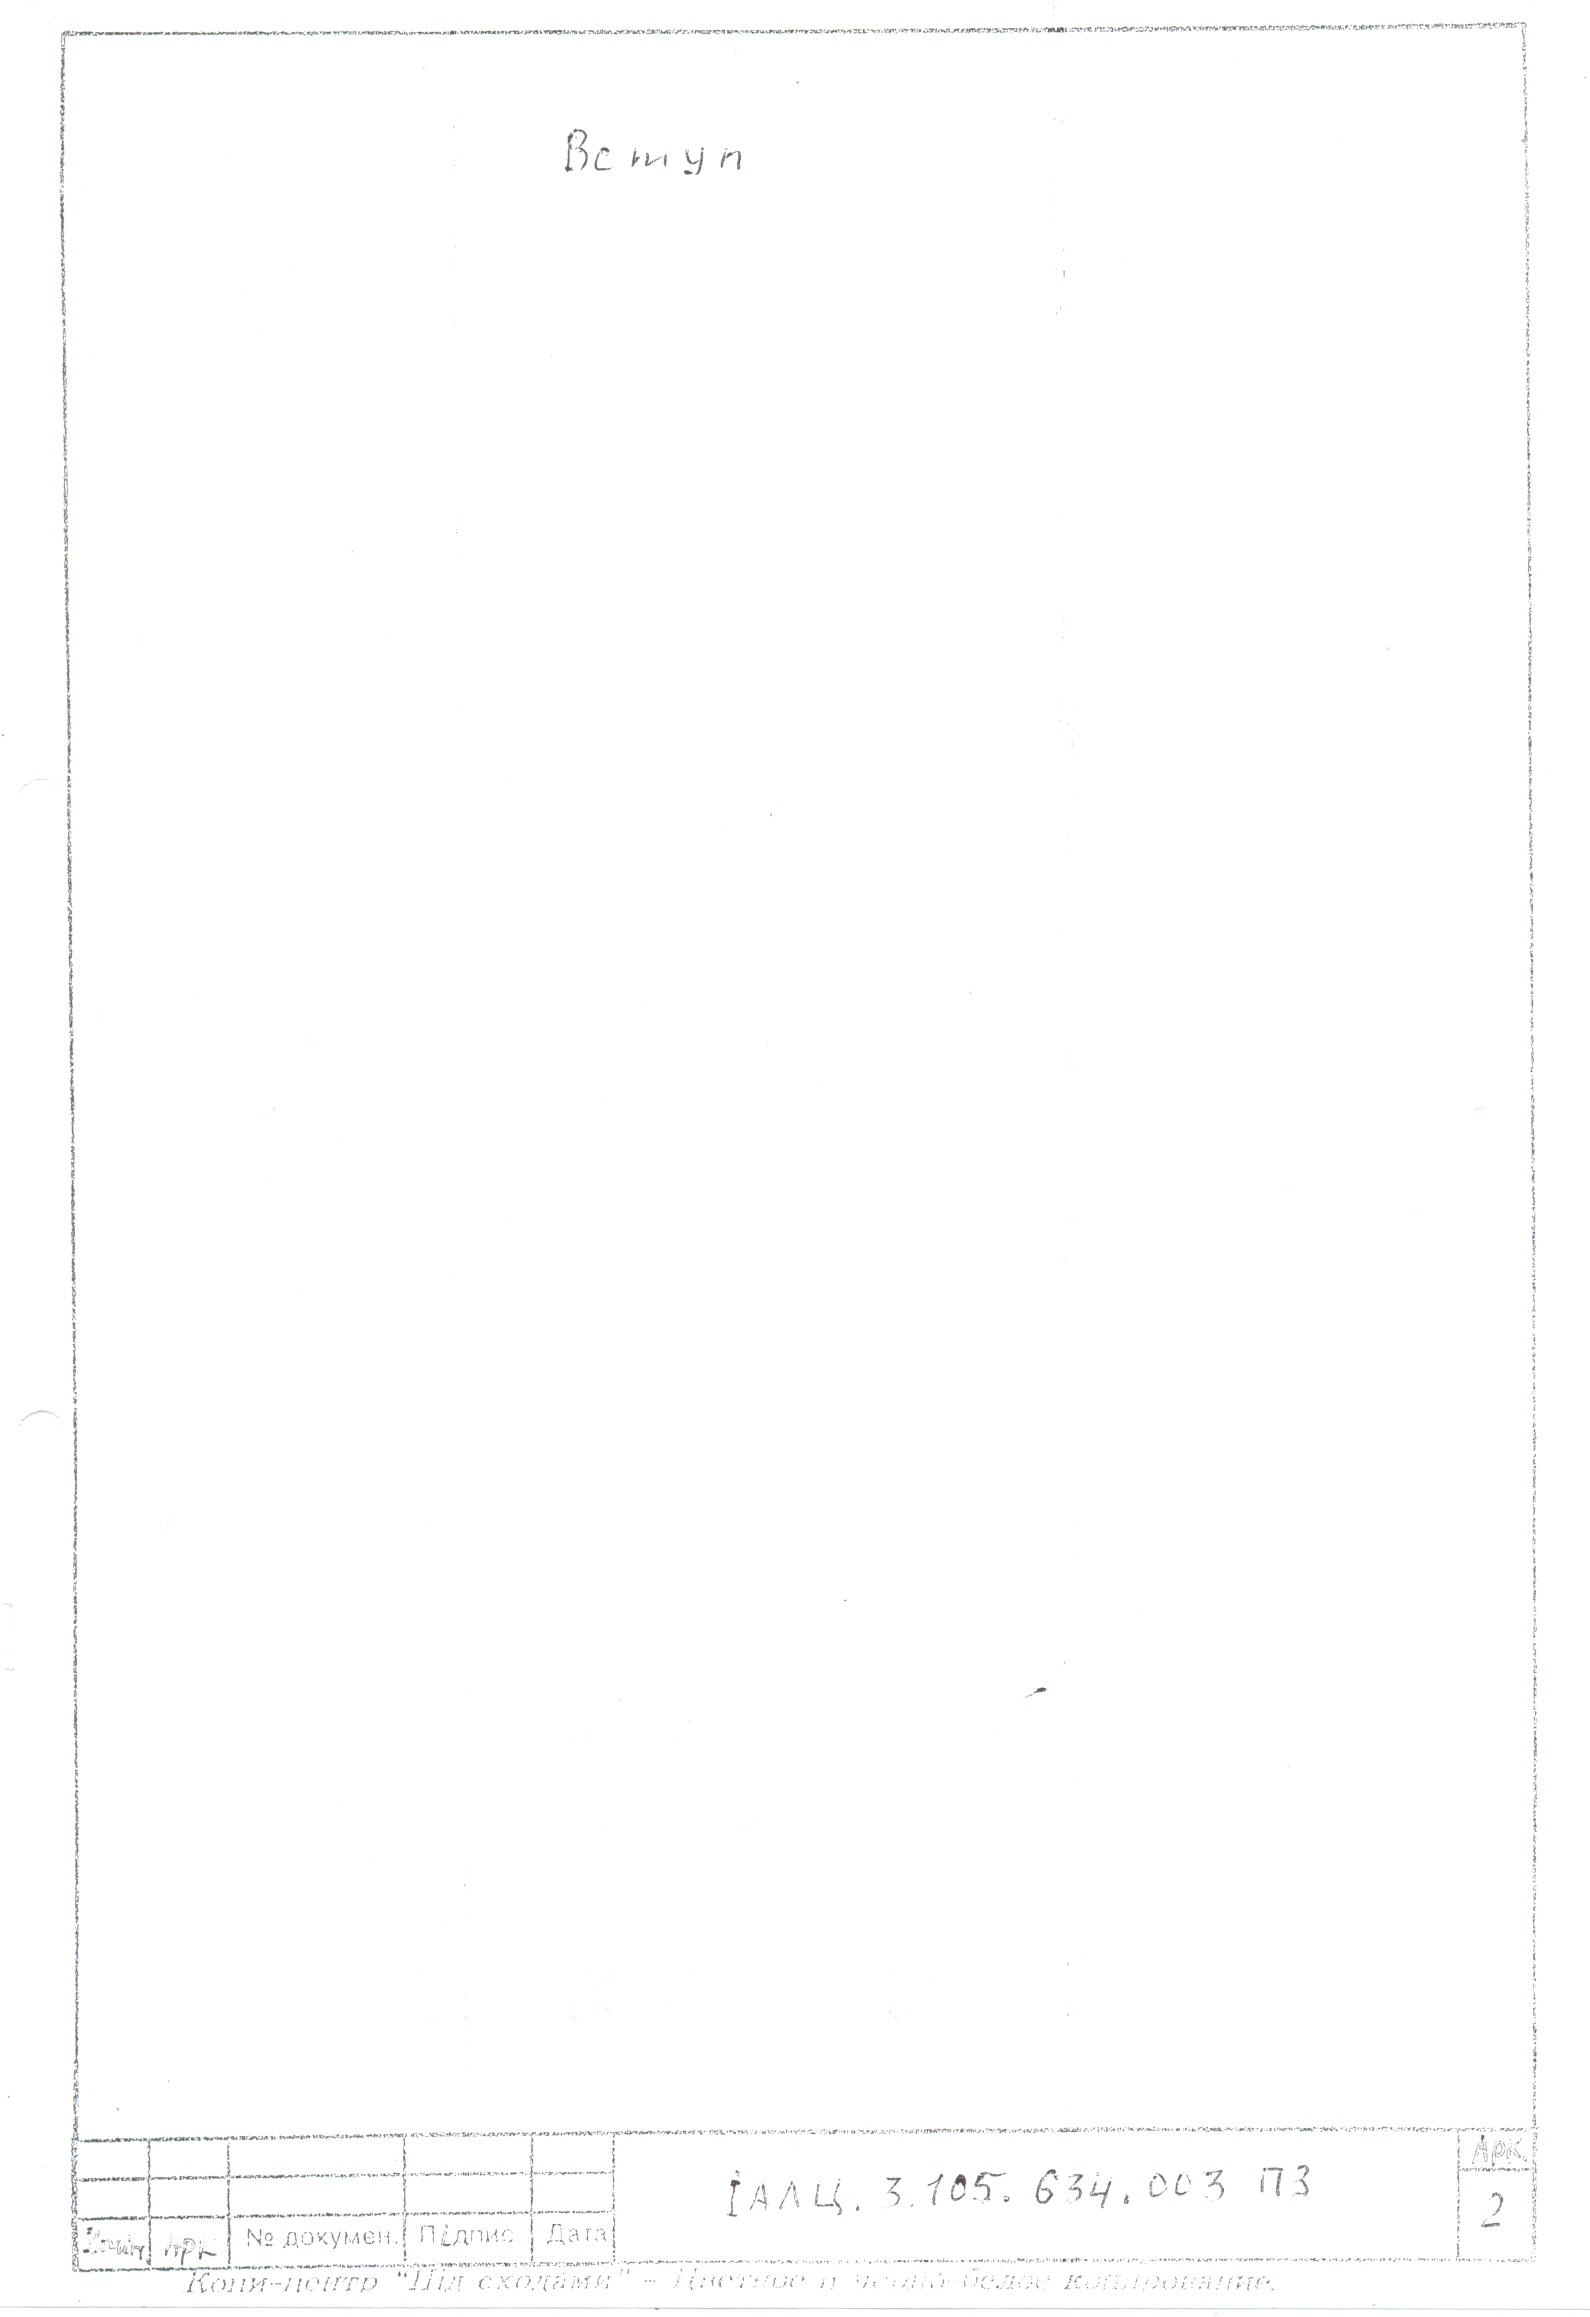 Вступ
Арк.
ІАЛЦ. 3.105.634.003 ПЗ
2
Змін Арк № докумен. Підпис Дата
Копи-центр "Під сходами" - Цветное и черно-белое копирование.